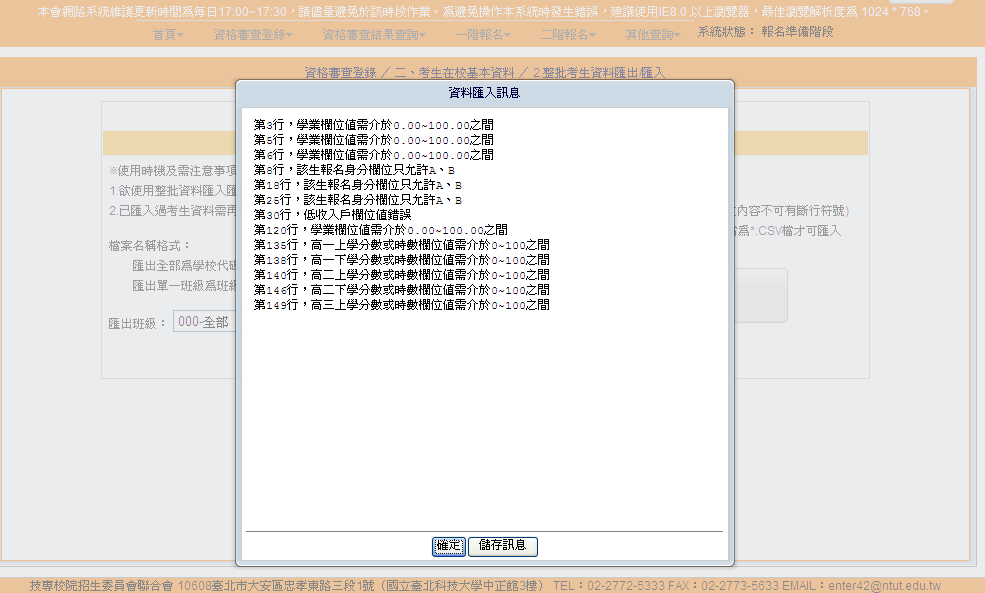 本會網路系統維護更新時間為每日17:00~17:30，請儘量避免於該時段作業。為避免操作本系統時發生錯誤，建議使用IE8.0 以上瀏覽器，最佳瀏覽解析度為 1024 * 768。
首頁▾ 資格審查登錄▾ 資格審查結果查詢▾ 一階報名▾ 二階報名▾ 其他查詢▾ 系統狀態： 報名準備階段
資格審查登錄 ／ 二、考生在校基本資料 ／ 2.整批考生資料匯出/匯入
資料匯入訊息
第3行，學業欄位值需介於0.00~100.00之間
第5行，學業欄位值需介於0.00~100.00之間
第6行，學業欄位值需介於0.00~100.00之間
第8行，該生報名身分欄位只允許A、B
第18行，該生報名身分欄位只允許A、B
第25行，該生報名身分欄位只允許A、B
第30行，低收入戶欄位值錯誤
第120行，學業欄位值需介於0.00~100.00之間
第135行，高一上學分數或時數欄位值需介於0~100之間
第138行，高一下學分數或時數欄位值需介於0~100之間
第140行，高二上學分數或時數欄位值需介於0~100之間
第146行，高二下學分數或時數欄位值需介於0~100之間
第149行，高三上學分數或時數欄位值需介於0~100之間
確定 儲存訊息
※使用時機及需注意事項
1.欲使用整批資料匯入匯
2.已匯入過考生資料需再 內容不可有斷行符號)
為*.CSV檔才可匯入
檔案名稱格式：
匯出全部為學校代碼
匯出單一班級為班級
匯出班級： 000-全部
技專校院招生委員會聯合會 10608臺北市大安區忠孝東路三段1號（國立臺北科技大學中正館3樓） TEL：02-2772-5333 FAX：02-2773-5633 EMAIL：enter42@ntut.edu.tw